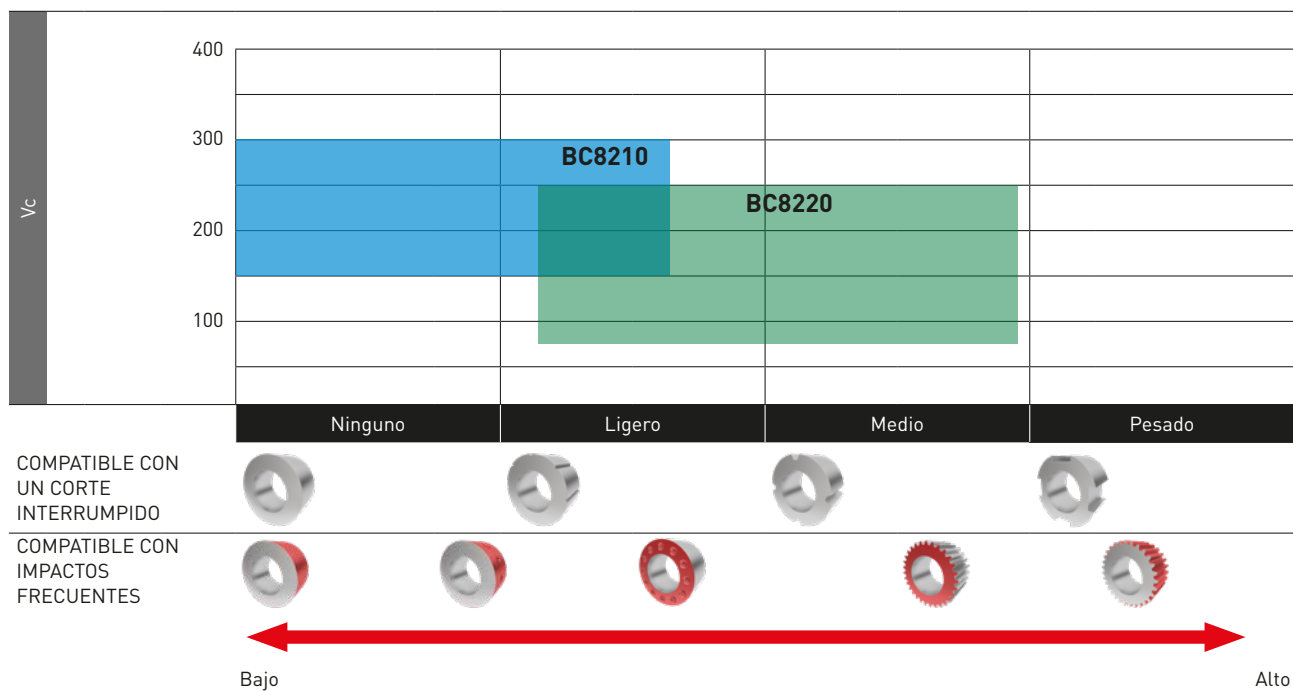 400
300
BC8210
Vc
BC8220
200
100
Ninguno
Ligero
Medio
Pesado
COMPATIBLE CON
UN CORTE
INTERRUMPIDO
COMPATIBLE CON
IMPACTOS
FRECUENTES
Bajo
Alto